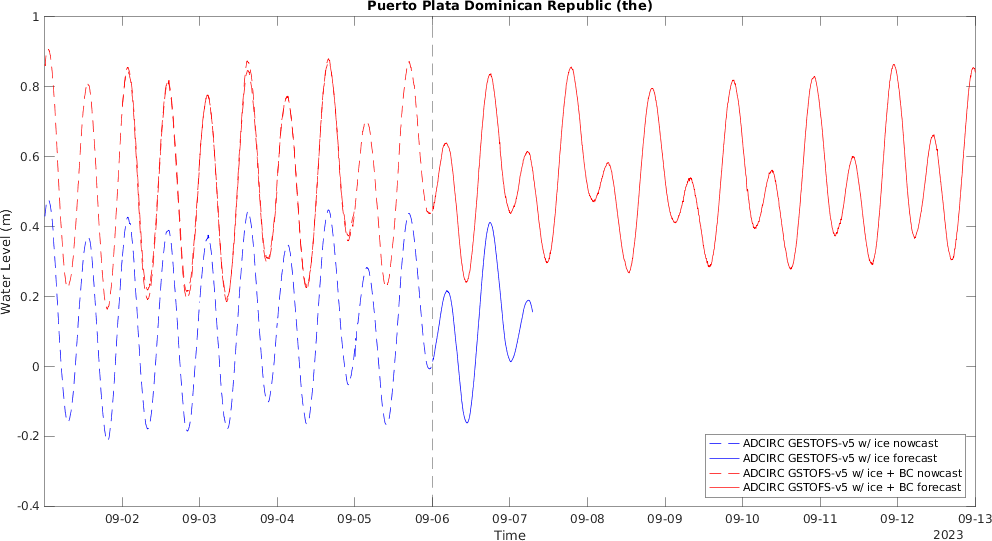 Puerto Plata Dominican Republic (the)
Water Level (m)
1
0.8
0.6
0.4
0.2
0
-0.2
-0.4
09-02 09-03 09-04 09-05 09-06 09-07 09-08 09-09 09-10 09-11 09-12 09-13
Time
2023
ADCIRC GESTOFS-v5 w/ ice nowcast
ADCIRC GESTOFS-v5 w/ ice forecast
ADCIRC GSTOFS-v5 w/ ice + BC nowcast
ADCIRC GSTOFS-v5 w/ ice + BC forecast